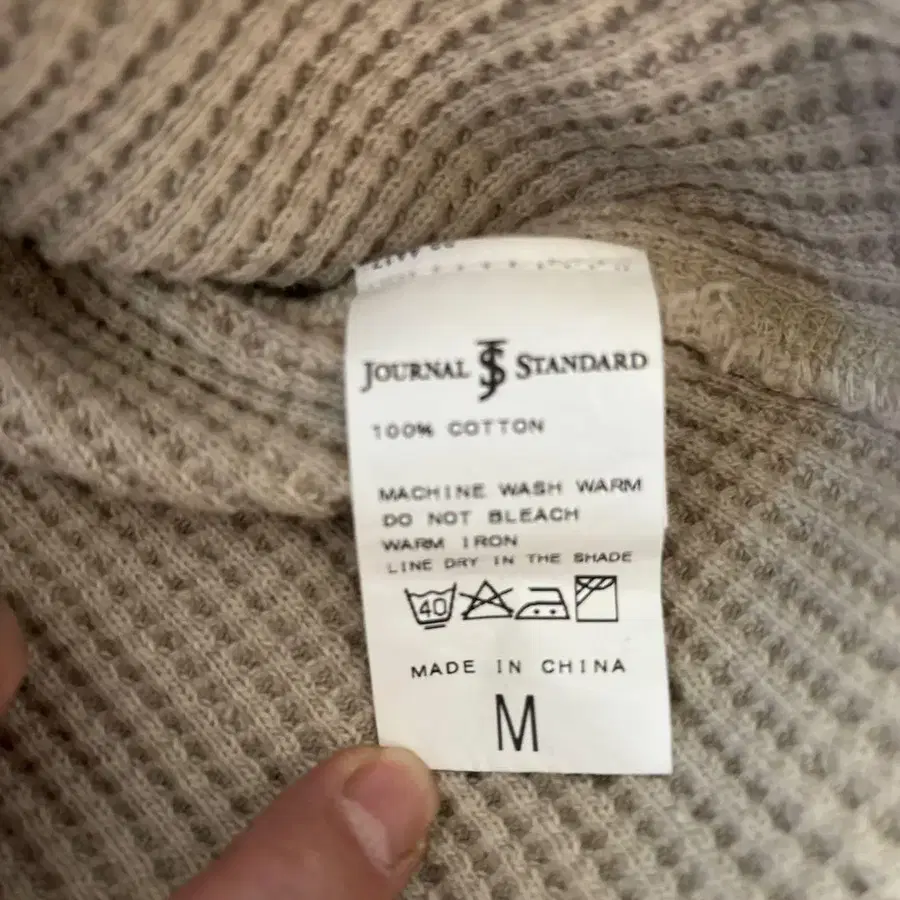 JOURNAL JS STANDARD
100% COTTON
MACHINE WASH WARM
DO NOT BLEACH
WARM IRON
LINE DRY IN THE SHADE
40
MADE IN CHINA
M